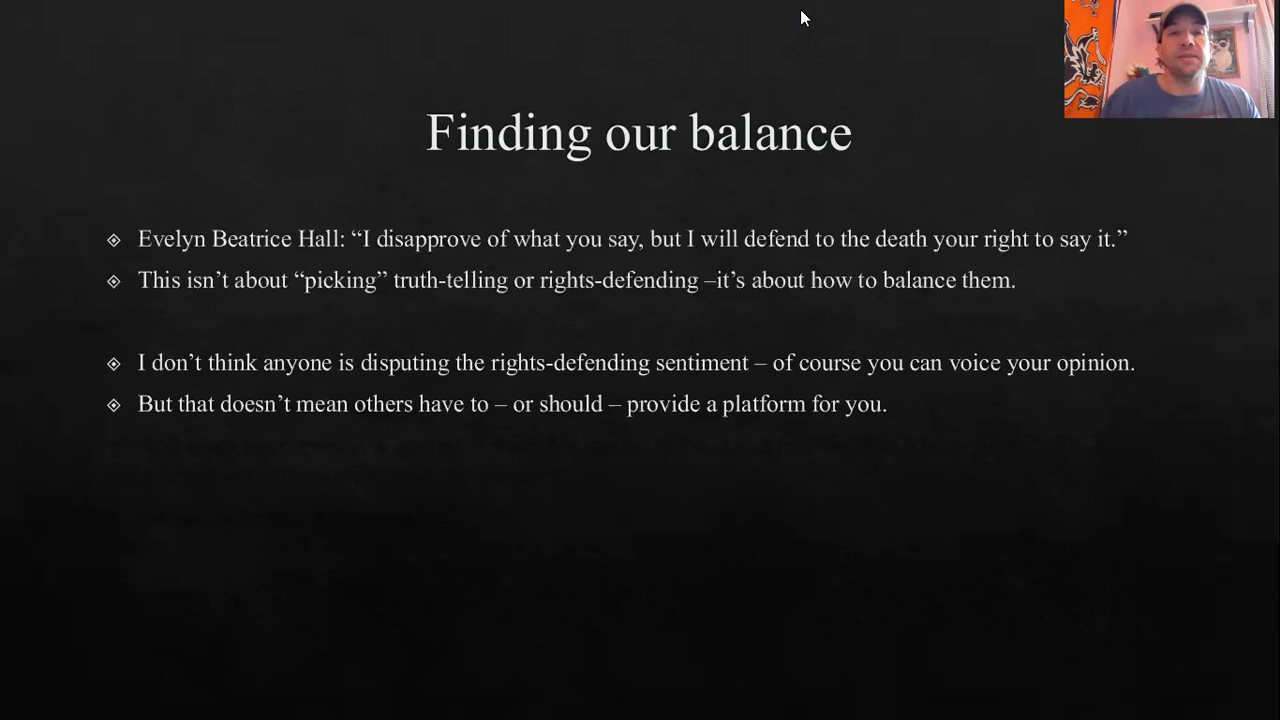 Finding our balance
Evelyn Beatrice Hall: “I disapprove of what you say, but I will defend to the death your right to say it.”
This isn’t about “picking” truth-telling or rights-defending –it’s about how to balance them.
I don’t think anyone is disputing the rights-defending sentiment – of course you can voice your opinion.
But that doesn’t mean others have to – or should – provide a platform for you.